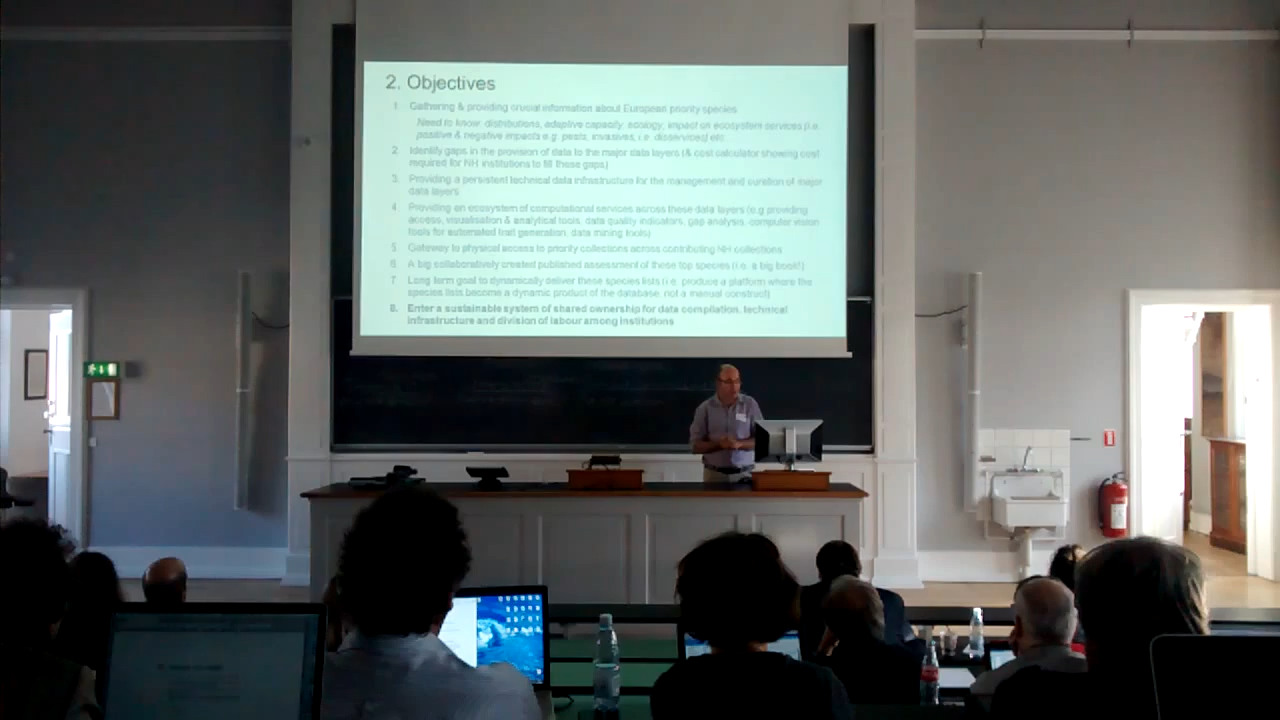 2. Objectives
1. Gathering & providing crucial information about European priority species.
Need to know: distributions, adaptive capacity, ecology, impact on ecosystem services (i.e.
positive & negative impacts e.g. pests, invasives, i.e. disservices) etc.
2. Identify gaps in the provision of data to the major data layers (& cost calculator showing cost
required for NH institutions to fill these gaps)
3. Providing a persistent technical data infrastructure for the management and curation of major
data layers
4. Providing an ecosystem of computational services across these data layers (e.g providing
access, visualisation & analytical tools, data quality indicators, gap analysis, computer vision
tools for automated trait generation, data mining tools)
5. Gateway to physical access to priority collections across contributing NH collections
6. A big collaboratively created published assessment of these top species (i.e. a big book!)
7. Long term goal to dynamically deliver these species lists (i.e. produce a platform where the
species lists become a dynamic product of the database, not a manual construct)
8. Enter a sustainable system of shared ownership for data compilation, technical
infrastructure and division of labour among institutions